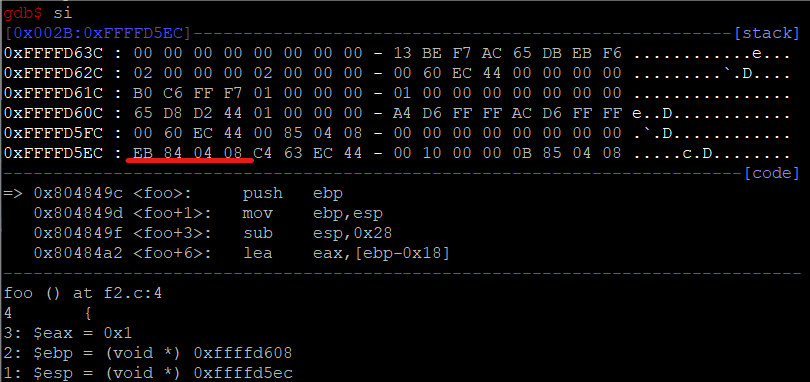 gdb$ si
[0x002B:0xFFFFD5EC]------------------------------------------------------[stack]
0xFFFFD63C : 00 00 00 00 00 00 00 00 - 13 BE F7 AC 65 DB EB F6 ............e...
0xFFFFD62C : 02 00 00 00 02 00 00 00 - 00 60 EC 44 00 00 00 00 .........`.D....
0xFFFFD61C : B0 C6 FF F7 01 00 00 00 - 01 00 00 00 00 00 00 00 ................
0xFFFFD60C : 65 D8 D2 44 01 00 00 00 - A4 D6 FF FF AC D6 FF FF e..D............
0xFFFFD5FC : 00 60 EC 44 00 85 04 08 - 00 00 00 00 00 00 00 00 .`.D............
0xFFFFD5EC : EB 84 04 08 C4 63 EC 44 - 00 10 00 00 0B 85 04 08 .....c.D........
--------------------------------------------------------------------------[code]
=> 0x804849c <foo>: push ebp
0x804849d <foo+1>: mov ebp,esp
0x804849f <foo+3>: sub esp,0x28
0x80484a2 <foo+6>: lea eax,[ebp-0x18]
--------------------------------------------------------------------------------
foo () at f2.c:4
4 {
3: $eax = 0x1
2: $ebp = (void *) 0xffffd608
1: $esp = (void *) 0xffffd5ec